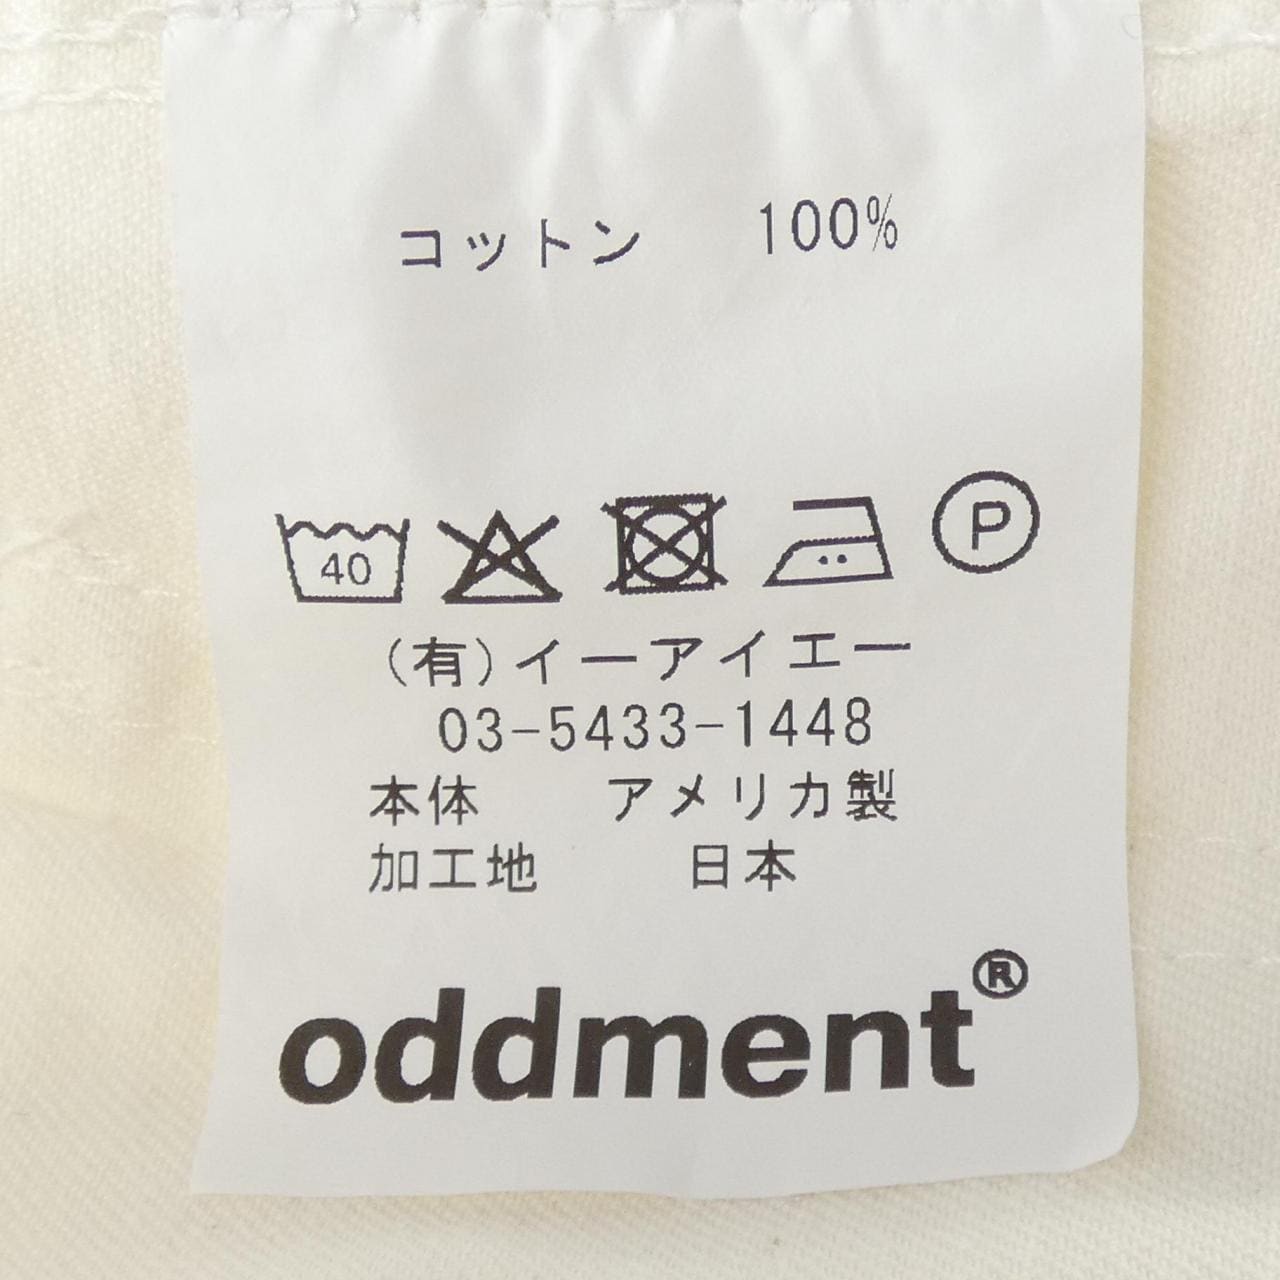 コットン 100%
40 P
(有)イーアイエー
03-5433-1448
本体 アメリカ製
加工地 日本
oddment®